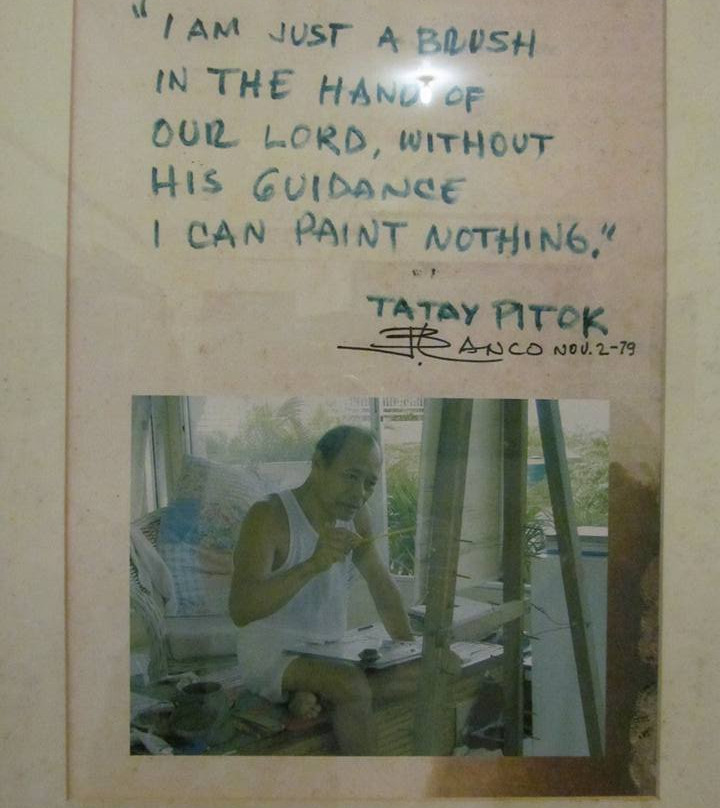 "I AM JUST A BRUSH
IN THE HAND OF
OUR LORD, WITHOUT
HIS GUIDANCE
I CAN PAINT NOTHING."
TATAY PITOK
J. BLANCO NOV. 2-79